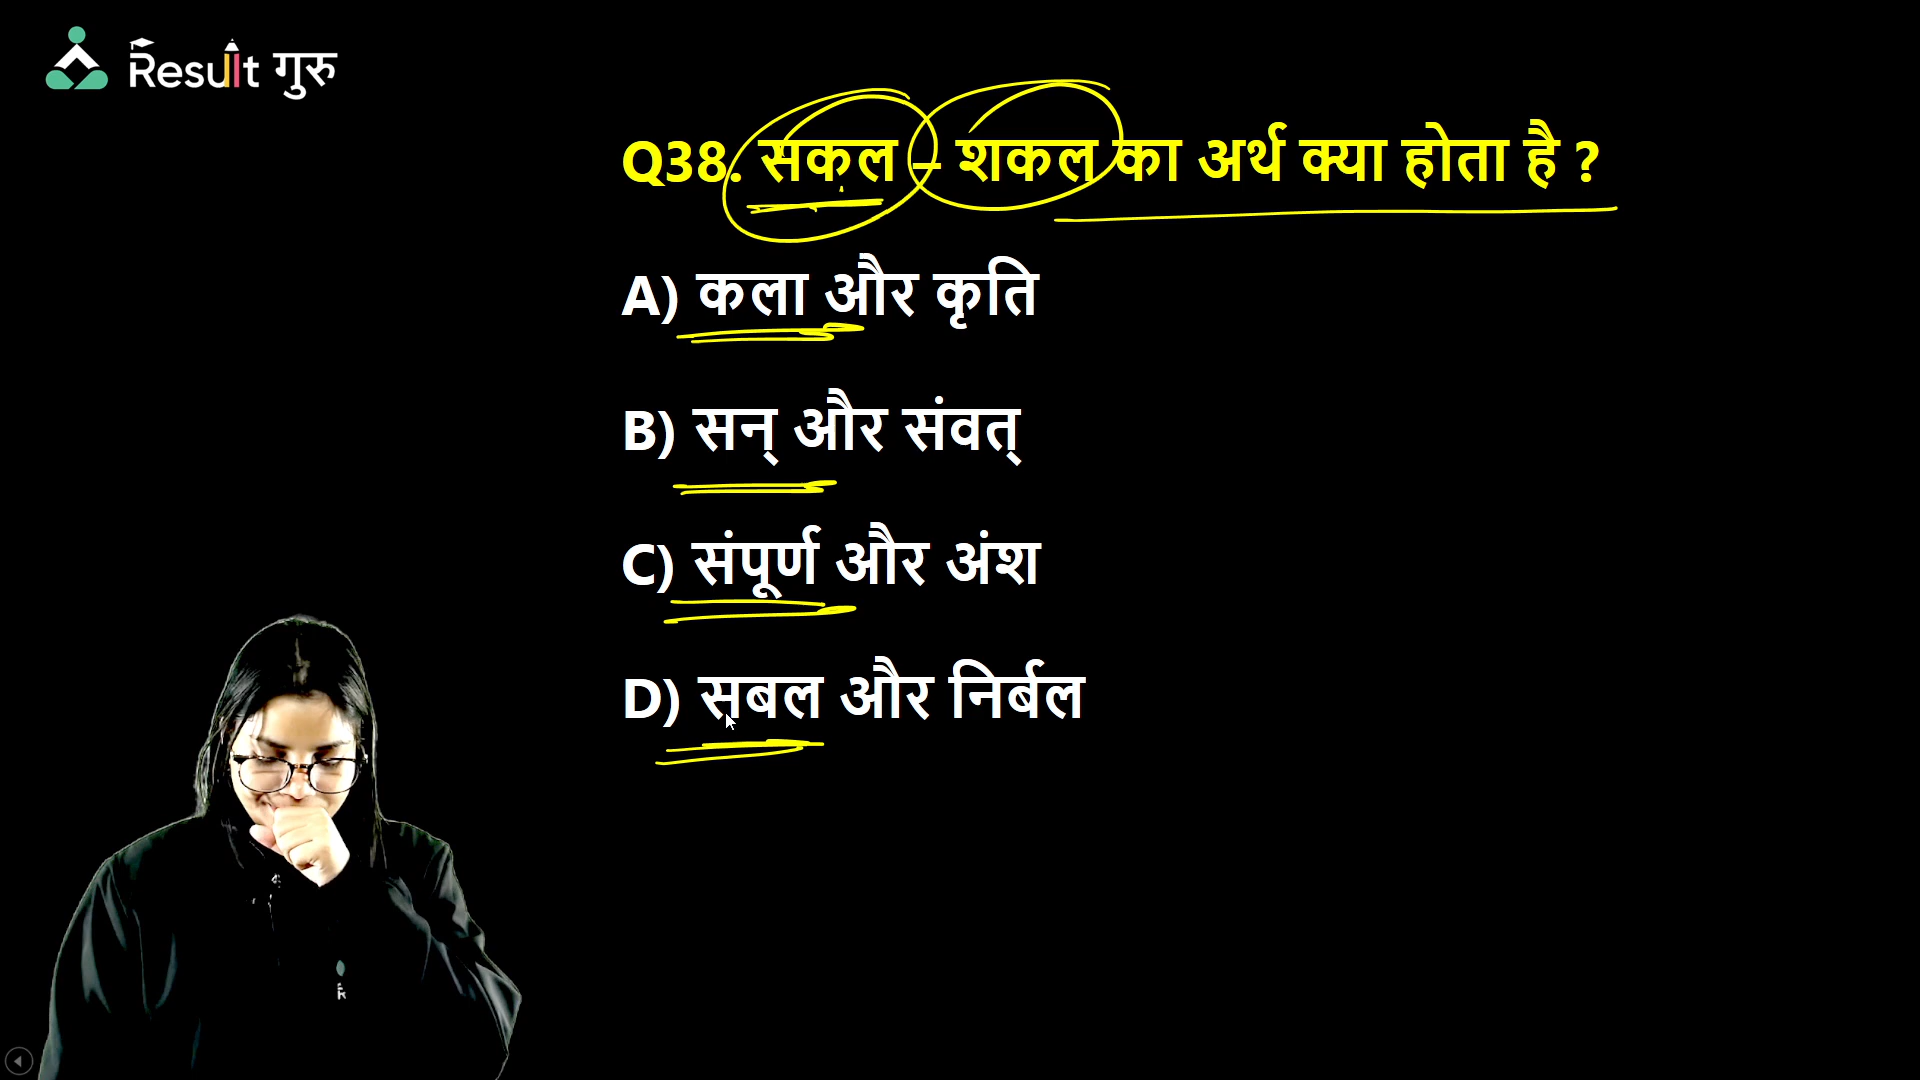 Result गुरु
Q38. सकल – शकल का अर्थ क्या होता है ?
A) कला और कृति
B) सन् और संवत्
C) संपूर्ण और अंश
D) सबल और निर्बल
R